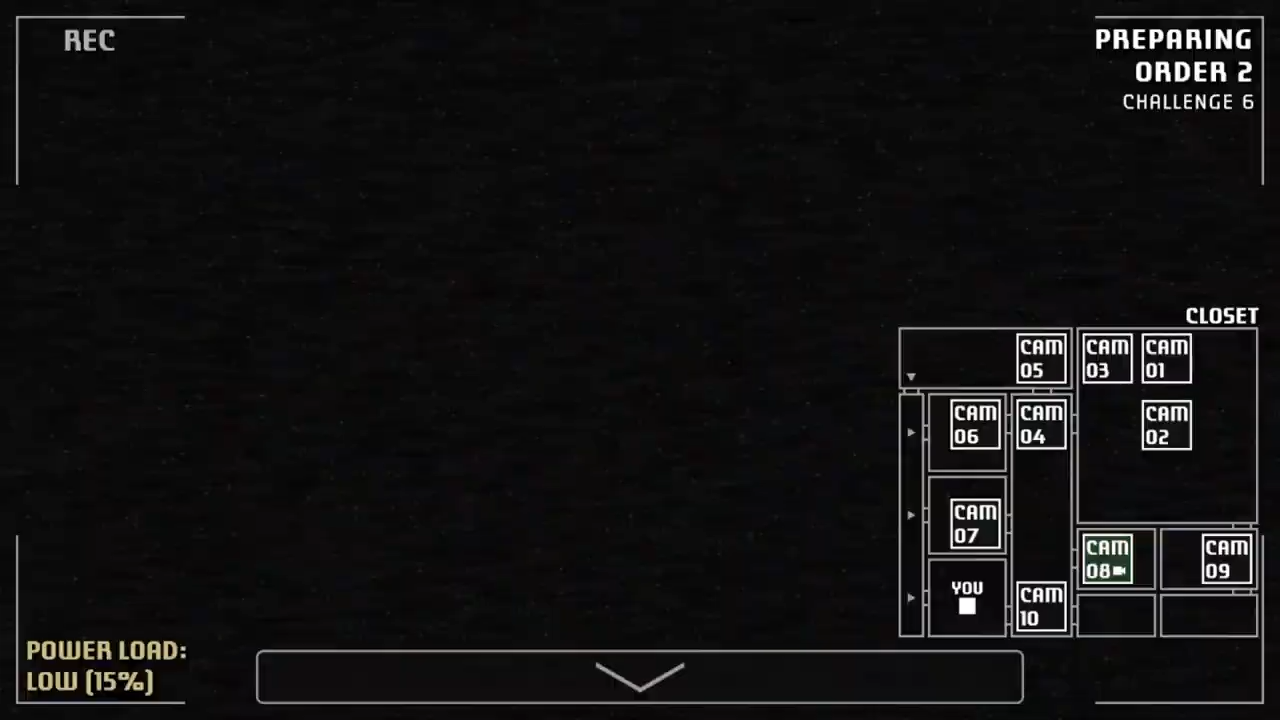 REC
PREPARING
ORDER 2
CHALLENGE 6
CLOSET
CAM
05
CAM
03
CAM
01
CAM
06
CAM
04
CAM
02
CAM
07
CAM
08
CAM
09
YOU
CAM
10
POWER LOAD:
LOW (15%)